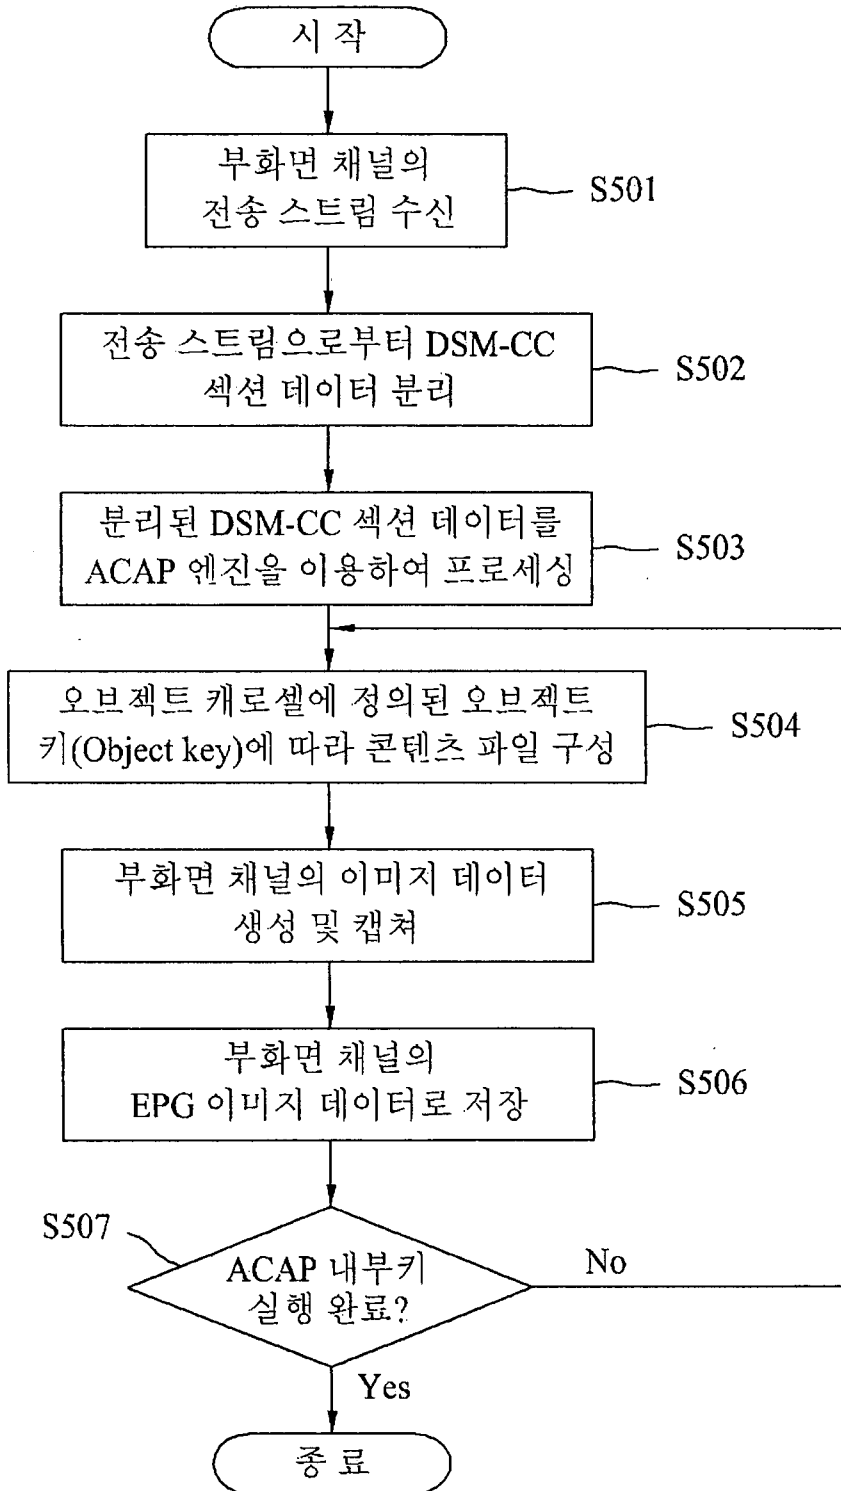 시 작
부화면 채널의
전송 스트림 수신
S501
전송 스트림으로부터 DSM-CC
섹션 데이터 분리
S502
분리된 DSM-CC 섹션 데이터를
ACAP 엔진을 이용하여 프로세싱
S503
오브젝트 캐로셀에 정의된 오브젝트
키(Object key)에 따라 콘텐츠 파일 구성
S504
부화면 채널의 이미지 데이터
생성 및 캡쳐
S505
부화면 채널의
EPG 이미지 데이터로 저장
S506
S507
ACAP 내부키
실행 완료?
No
Yes
종 료